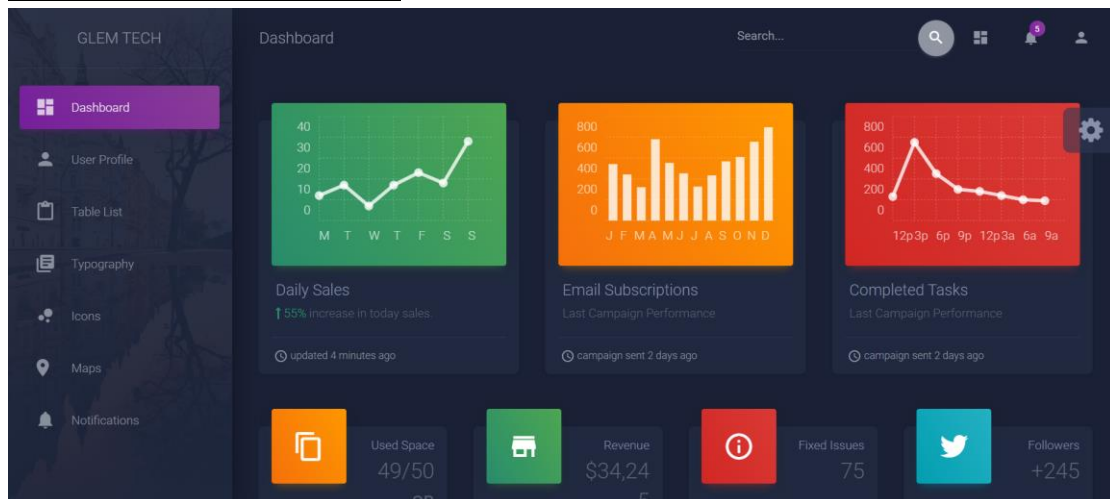 GLEM TECH
Dashboard
User Profile
Table List
Typography
Icons
Maps
Notifications
Dashboard
Search...
5
40
30
20
10
0
M T W T F S S
Daily Sales
55% increase in today sales.
updated 4 minutes ago
800
600
400
200
0
J F M A M J J A S O N D
Email Subscriptions
Last Campaign Performance
campaign sent 2 days ago
800
600
400
200
0
12p 3p 6p 9p 12p 3a 6a 9a
Completed Tasks
Last Campaign Performance
campaign sent 2 days ago
Used Space
49/50
Revenue
$34,24
5
Fixed Issues
75
Followers
+245